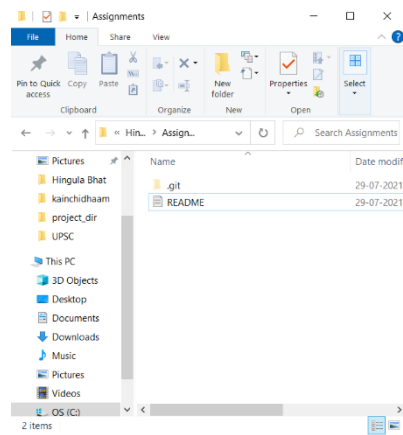 Assignments
File Home Share View
Pin to Quick access
Copy
Paste
Clipboard
Organize
New folder
New
Properties
Open
Select
Hin... Assign...
Search Assignments
Name Date modif
.git 29-07-2021
README 29-07-2021
Pictures
Hingula Bhat
kainchidhaam
project_dir
UPSC
This PC
3D Objects
Desktop
Documents
Downloads
Music
Pictures
Videos
OS (C:)
2 items